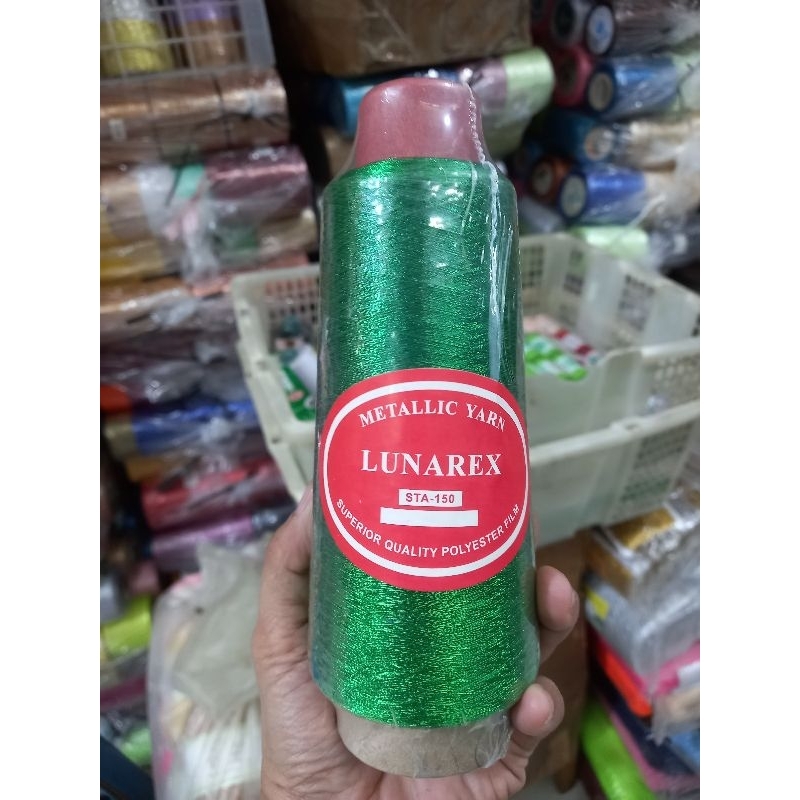 METALLIC YARN
LUNAREX
STA-150
SUPERIOR QUALITY POLYESTER FILM